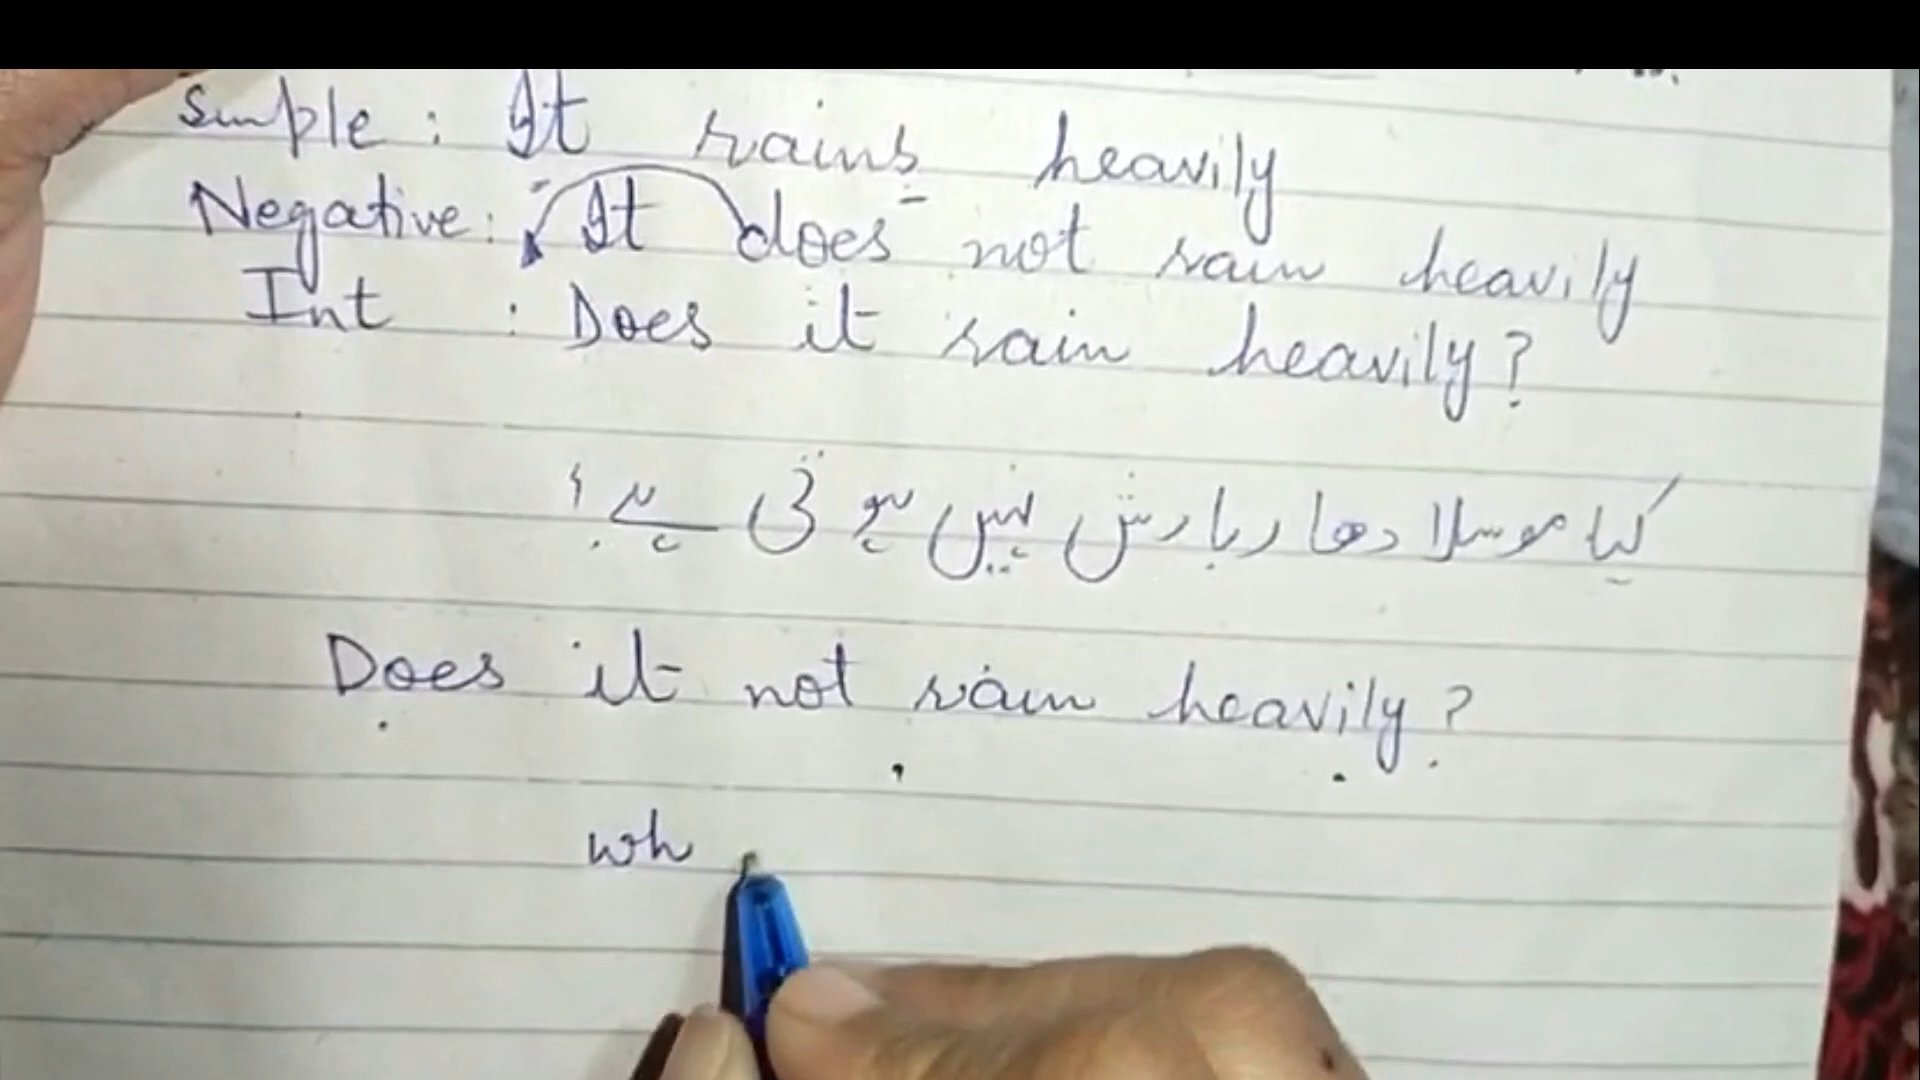 Simple : It rains heavily
Negative : It does not rain heavily
Int : Does it rain heavily?
کیا موسلا دھار بارش نہیں ہوتی ہے؟
Does it not rain heavily?
wh